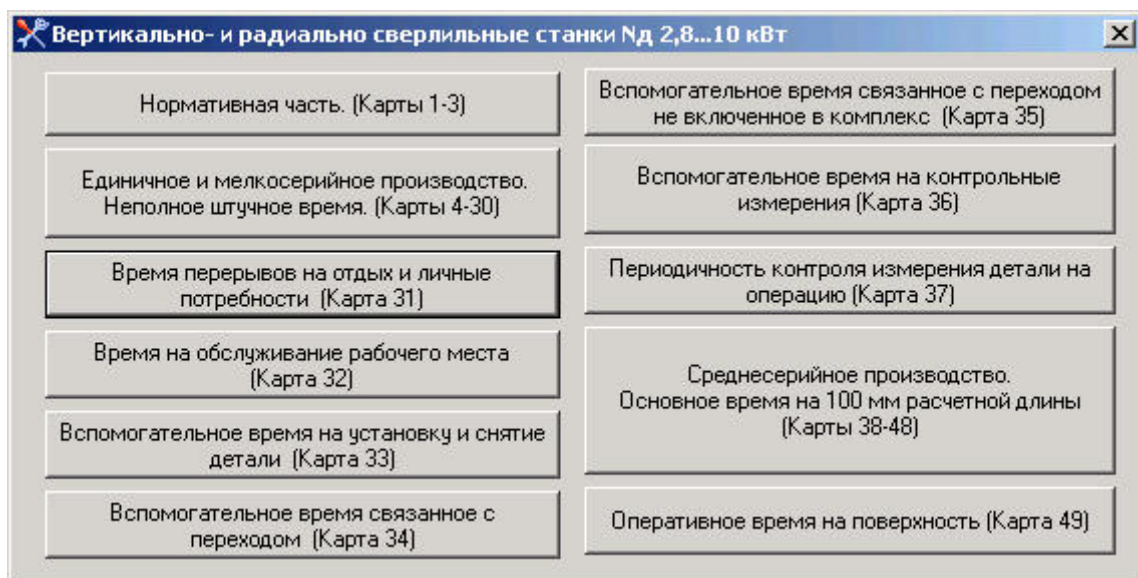 Вертикально- и радиально сверлильные станки Nд 2,8...10 кВт
Нормативная часть. (Карты 1-3)
Единичное и мелкосерийное производство.
Неполное штучное время. (Карты 4-30)
Время перерывов на отдых и личные
потребности (Карта 31)
Время на обслуживание рабочего места
(Карта 32)
Вспомогательное время на установку и снятие
детали (Карта 33)
Вспомогательное время связанное с
переходом (Карта 34)
Вспомогательное время связанное с переходом
не включенное в комплекс (Карта 35)
Вспомогательное время на контрольные
измерения (Карта 36)
Периодичность контроля измерения детали на
операцию (Карта 37)
Среднесерийное производство.
Основное время на 100 мм расчетной длины
(Карты 38-48)
Оперативное время на поверхность (Карта 49)